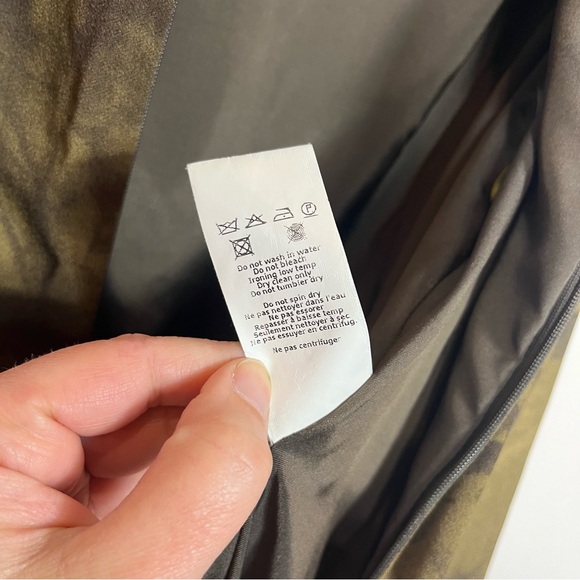 P
Do not wash in water
Do not bleach
Ironing low temp
Dry clean only
Do not tumbler dry
Do not spin dry
Ne pas nettoyer dans l'eau
Ne pas essorer
Repasser à baisse temp
Seulement nettoyer à sec
Ne pas essuyer en centrifug.
Ne pas centrifuger